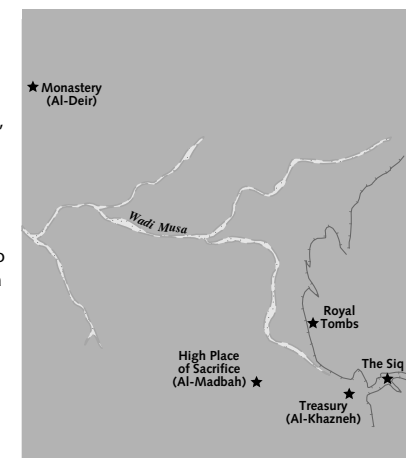 Monastery
(Al-Deir)
Wadi Musa
Royal
Tombs
High Place
of Sacrifice
(Al-Madbah)
The Siq
Treasury
(Al-Khazneh)